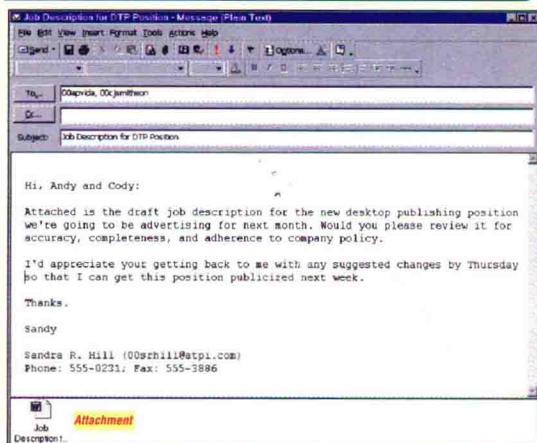 Job Description for DTP Position - Message (Plain Text)
File Edit View Insert Format Tools Actions Help
Send Options...
To... 00apvida, 00cjsmitheon
Cc...
Subject: Job Description for DTP Position
Hi, Andy and Cody:
Attached is the draft job description for the new desktop publishing position
we're going to be advertising for next month. Would you please review it for
accuracy, completeness, and adherence to company policy.
I'd appreciate your getting back to me with any suggested changes by Thursday
so that I can get this position publicized next week.
Thanks.
Sandy
Sandra R. Hill (00srhill@atpi.com)
Phone: 555-0231; Fax: 555-3886
Job
Description f...
Attachment